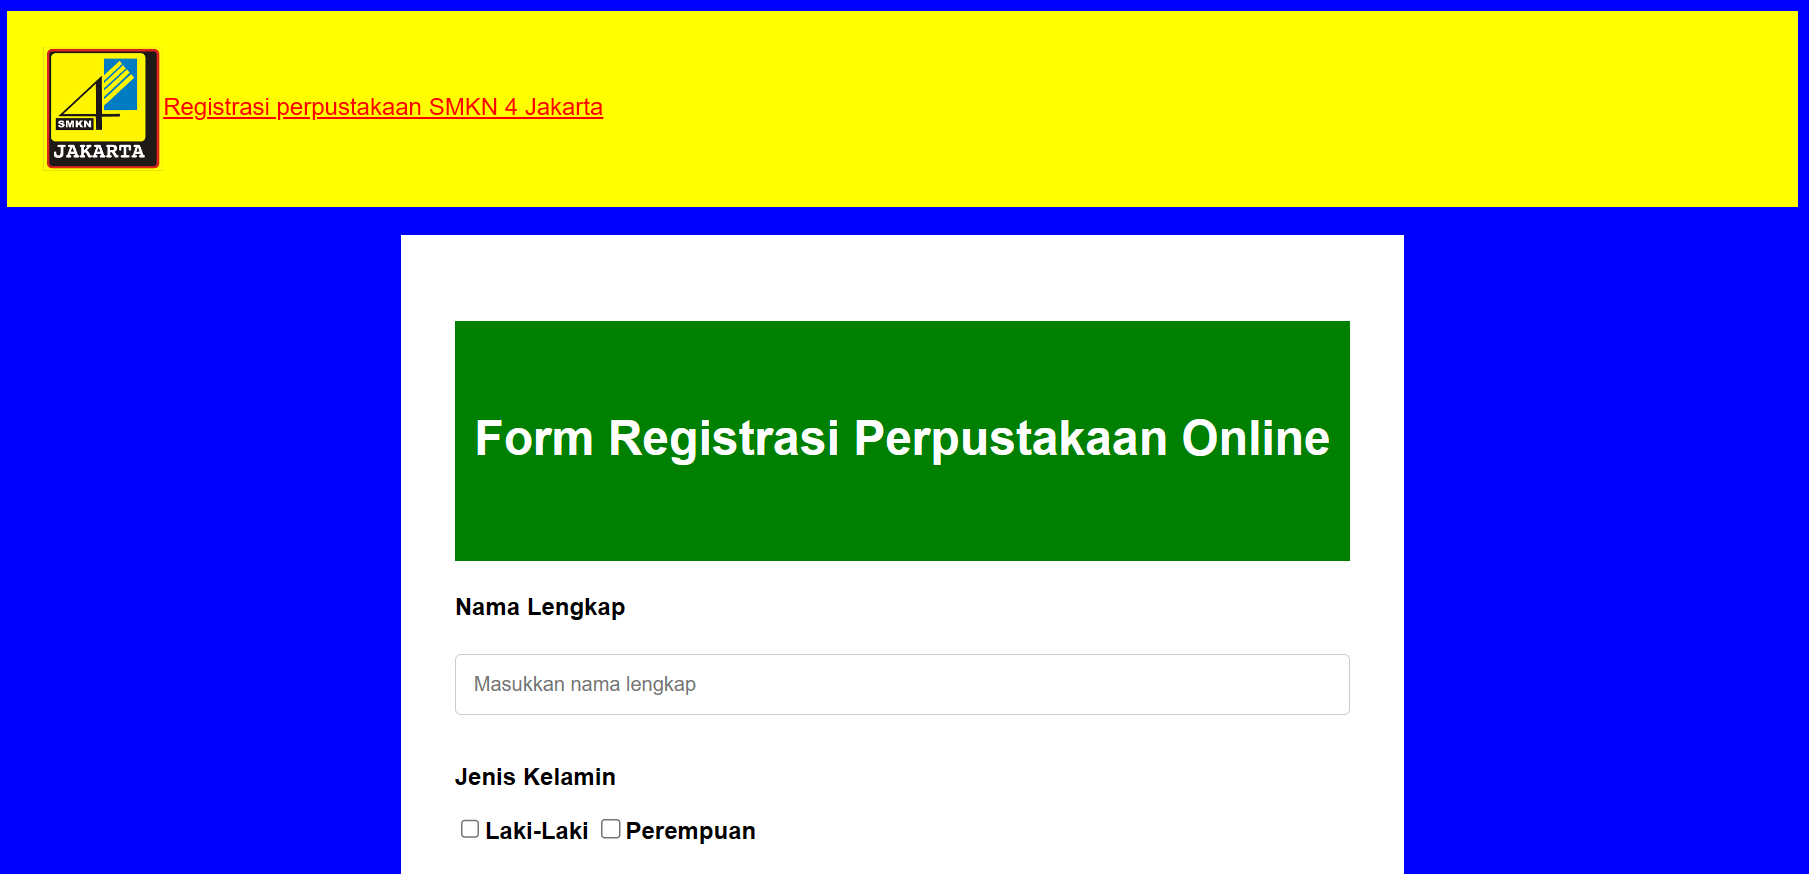 SMKN
JAKARTA
Registrasi perpustakaan SMKN 4 Jakarta
Form Registrasi Perpustakaan Online
Nama Lengkap
Masukkan nama lengkap
Jenis Kelamin
Laki-Laki Perempuan